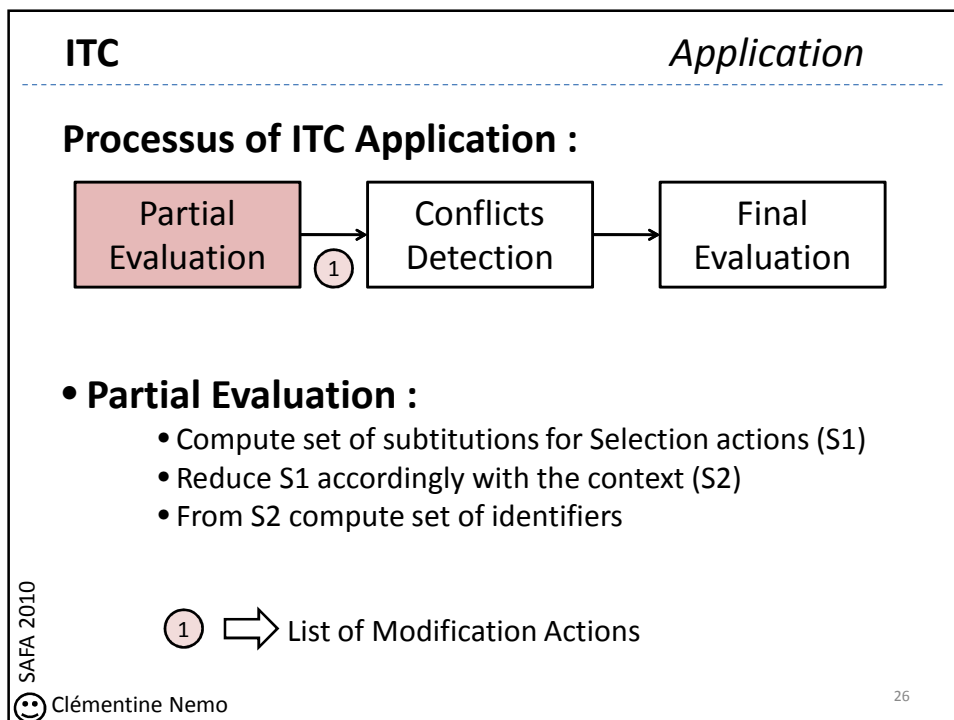 ITC
Application
Processus of ITC Application :
Partial
Evaluation
1
Conflicts
Detection
Final
Evaluation
• Partial Evaluation :
• Compute set of subtitutions for Selection actions (S1)
• Reduce S1 accordingly with the context (S2)
• From S2 compute set of identifiers
1 List of Modification Actions
SAFA 2010
Clémentine Nemo
26